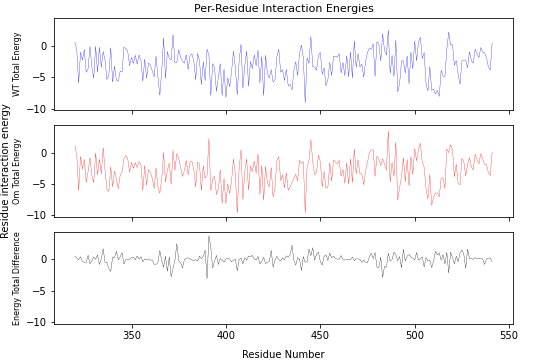 Per-Residue Interaction Energies
Residue interaction energy
WT Total Energy
0
−5
−10
Om Total Energy
0
−5
−10
Energy Total Difference
0
−5
−10
350
400
450
500
550
Residue Number